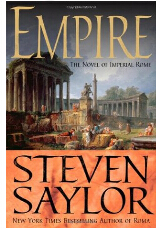 EMPIRE
THE NOVEL OF IMPERIAL ROME
STEVEN
SAYLOR
NEW YORK TIMES BESTSELLING AUTHOR OF ROMA